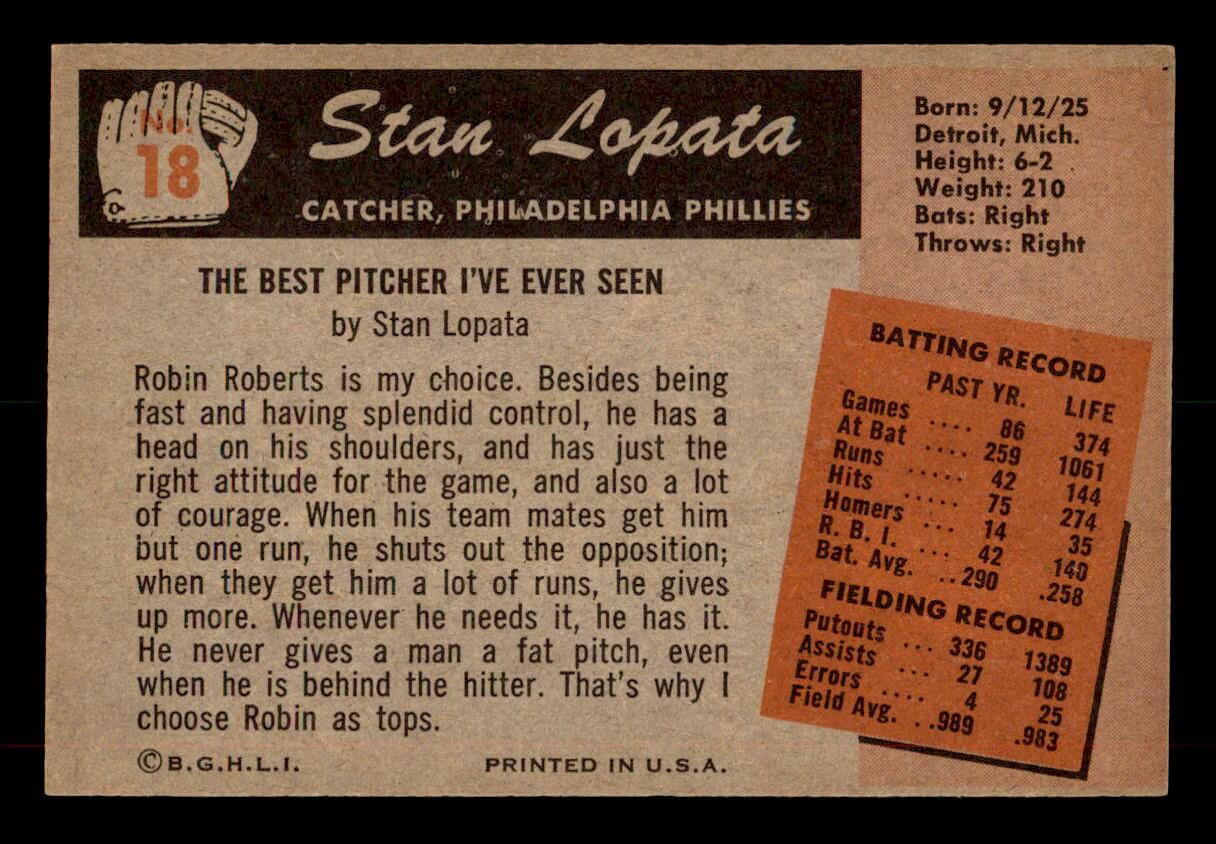 No.
18
Stan Lopata
CATCHER, PHILADELPHIA PHILLIES
Born: 9/12/25
Detroit, Mich.
Height: 6-2
Weight: 210
Bats: Right
Throws: Right
THE BEST PITCHER I'VE EVER SEEN
by Stan Lopata
Robin Roberts is my choice. Besides being
fast and having splendid control, he has a
head on his shoulders, and has just the
right attitude for the game, and also a lot
of courage. When his team mates get him
but one run, he shuts out the opposition;
when they get him a lot of runs, he gives
up more. Whenever he needs it, he has it.
He never gives a man a fat pitch, even
when he is behind the hitter. That's why I
choose Robin as tops.
©B.G.H.L.I. PRINTED IN U.S.A.
BATTING RECORD
PAST YR. LIFE
Games .... 86 374
At Bat .... 259 1061
Runs ..... 42 144
Hits ..... 75 274
Homers ... 14 35
R. B. I. ... 42 140
Bat. Avg. ..290 .258
FIELDING RECORD
Putouts ... 336 1389
Assists ... 27 108
Errors .... 4 25
Field Avg. ..989 .983